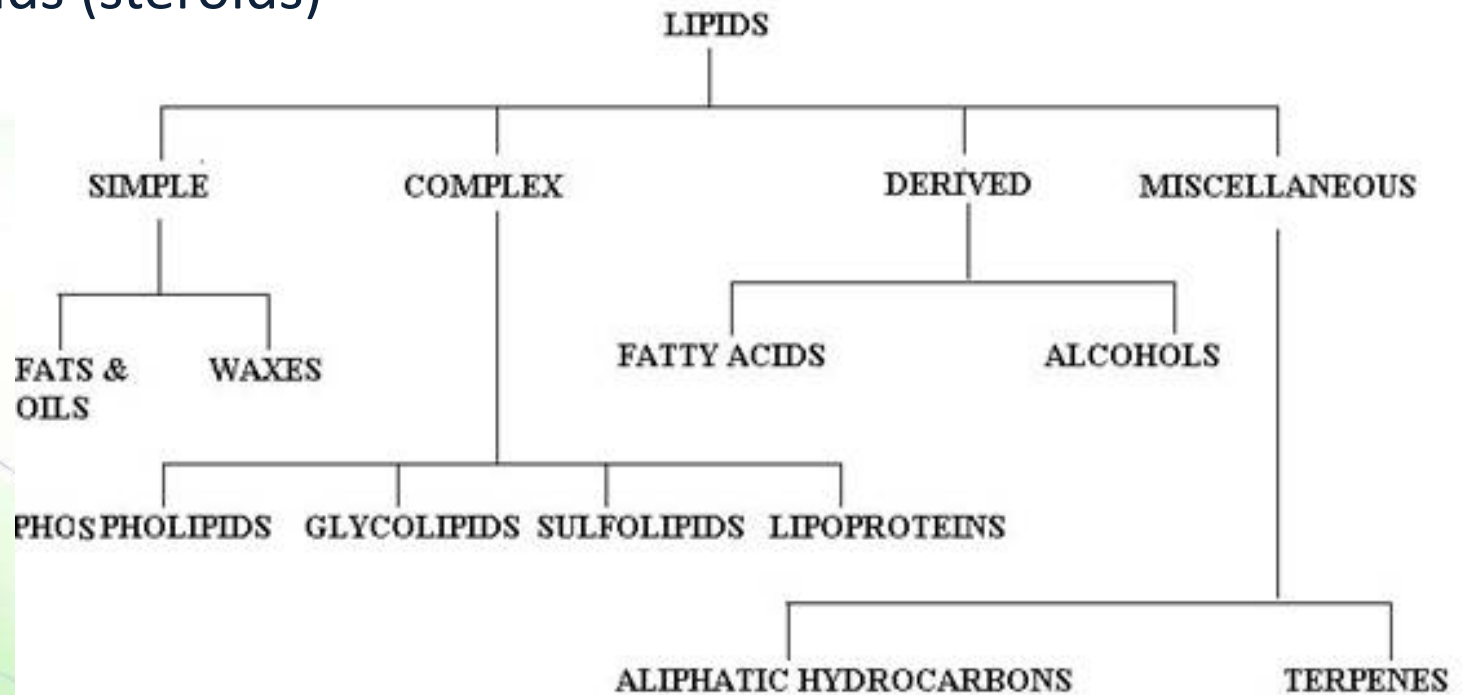 (steroids)
LIPIDS
SIMPLE COMPLEX DERIVED MISCELLANEOUS
FATS & WAXES FATTY ACIDS ALCOHOLS
OILS
PHOSPHOLIPIDS GLYCOLIPIDS SULFOLIPIDS LIPOPROTEINS
ALIPHATIC HYDROCARBONS TERPENES